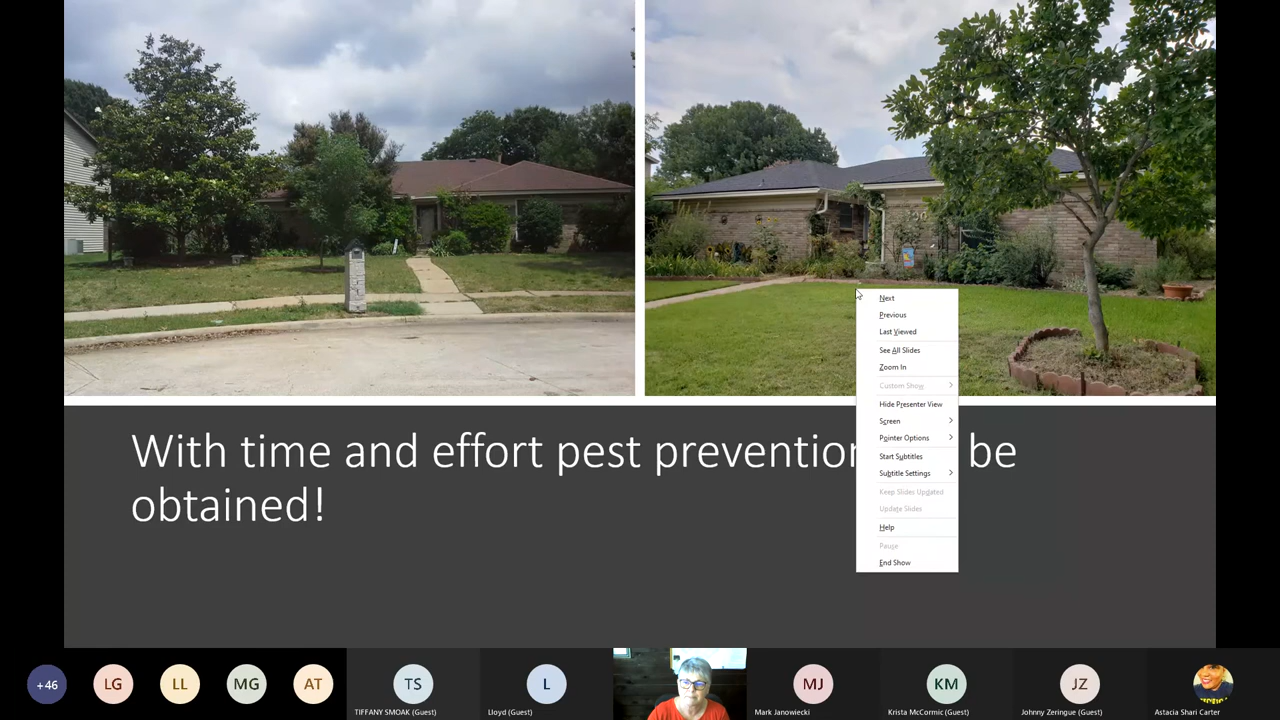 Next
Previous
Last Viewed
See All Slides
Zoom In
Custom Show
Hide Presenter View
Screen
Pointer Options
Start Subtitles
Subtitle Settings
Keep Slides Updated
Update Slides
Help
Pause
End Show
With time and effort pest prevention be
obtained!
+46
LG
LL
MG
AT
TS
L
MJ
KM
JZ
TIFFANY SMOAK (Guest)
Lloyd (Guest)
Mark Janowiecki
Krista McCormic (Guest)
Johnny Zeringue (Guest)
Astacia Shari Carter